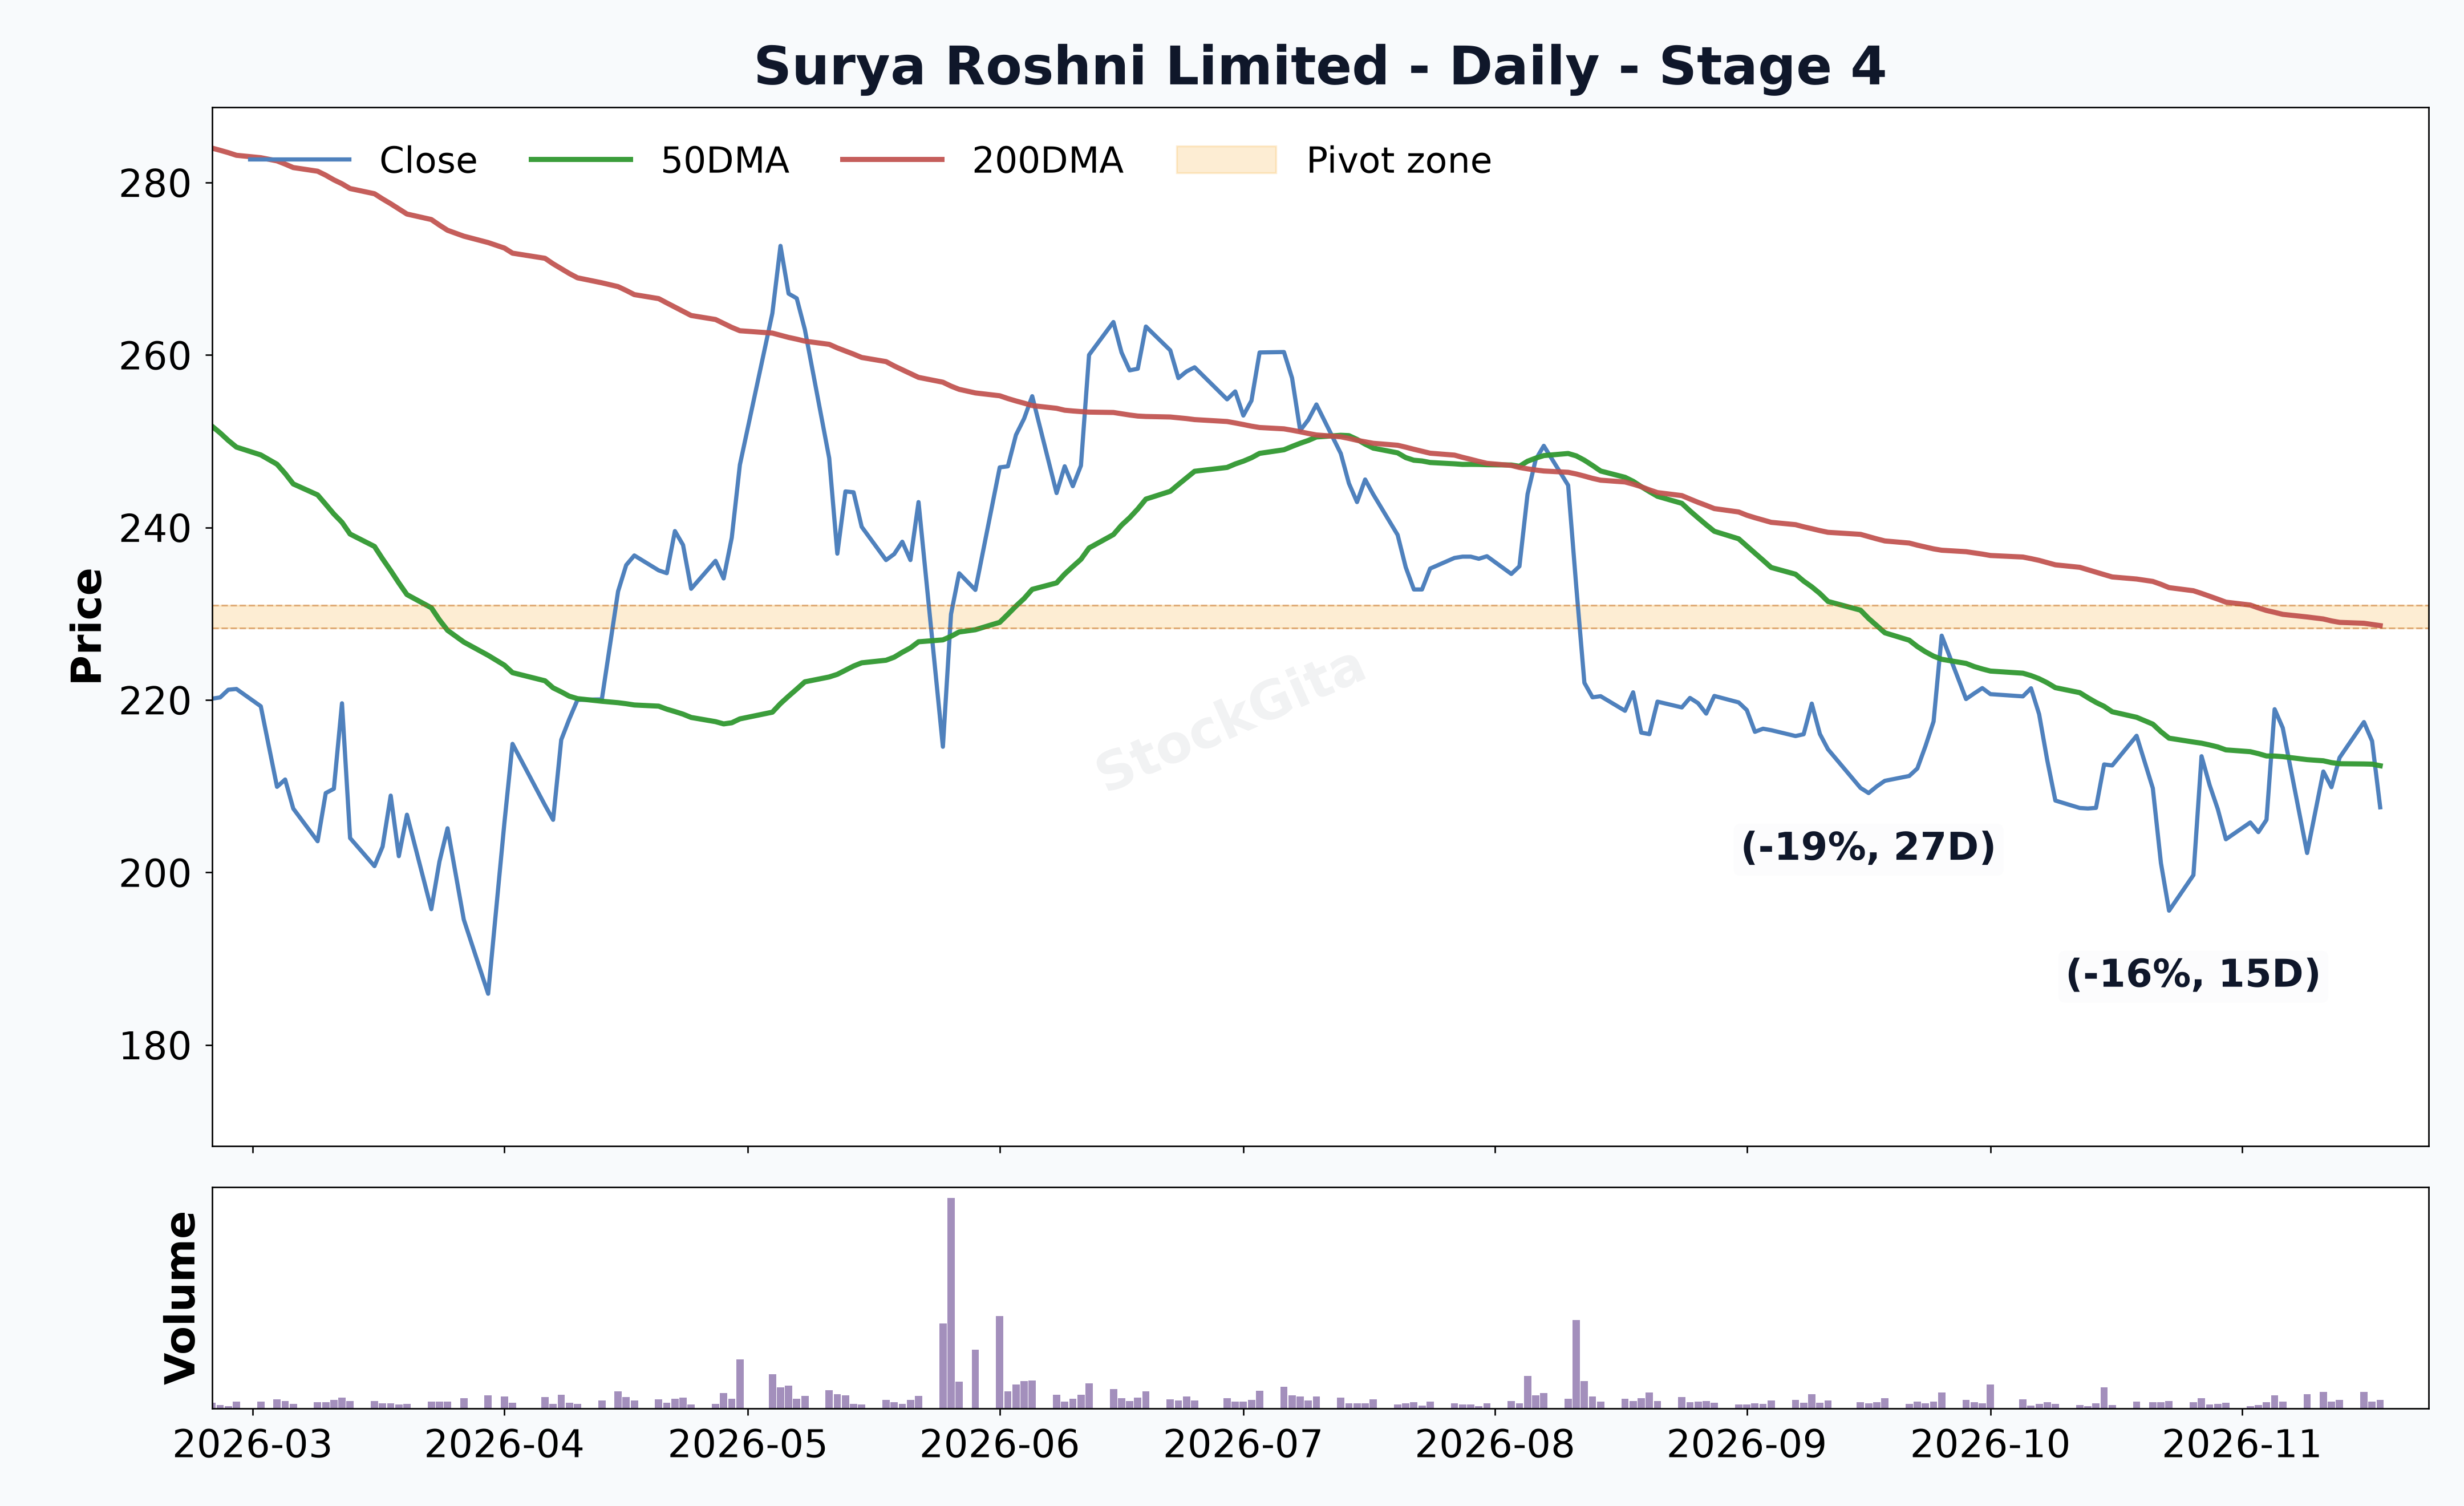 Surya Roshni Limited - Daily - Stage 4
Close 50DMA 200DMA Pivot zone
Price
280
260
240
220
200
180
StockGita
(-19%, 27D)
(-16%, 15D)
Volume
2026-03 2026-04 2026-05 2026-06 2026-07 2026-08 2026-09 2026-10 2026-11